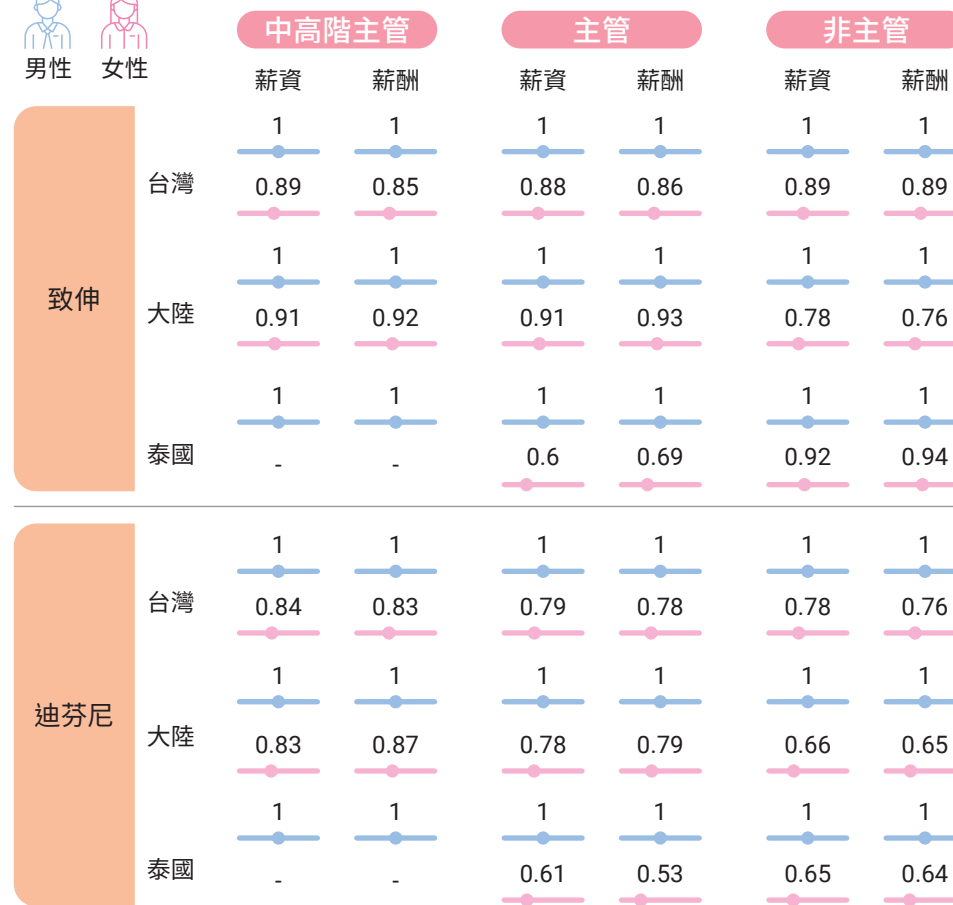 中高階主管 主管 非主管
男性 女性
薪資 薪酬 薪資 薪酬 薪資 薪酬
1 1 1 1 1 1
台灣
0.89 0.85 0.88 0.86 0.89 0.89
1 1 1 1 1 1
致伸
大陸
0.91 0.92 0.91 0.93 0.78 0.76
1 1 1 1 1 1
泰國
- - 0.6 0.69 0.92 0.94
1 1 1 1 1 1
台灣
0.84 0.83 0.79 0.78 0.78 0.76
1 1 1 1 1 1
迪芬尼
大陸
0.83 0.87 0.78 0.79 0.66 0.65
1 1 1 1 1 1
泰國
- - 0.61 0.53 0.65 0.64